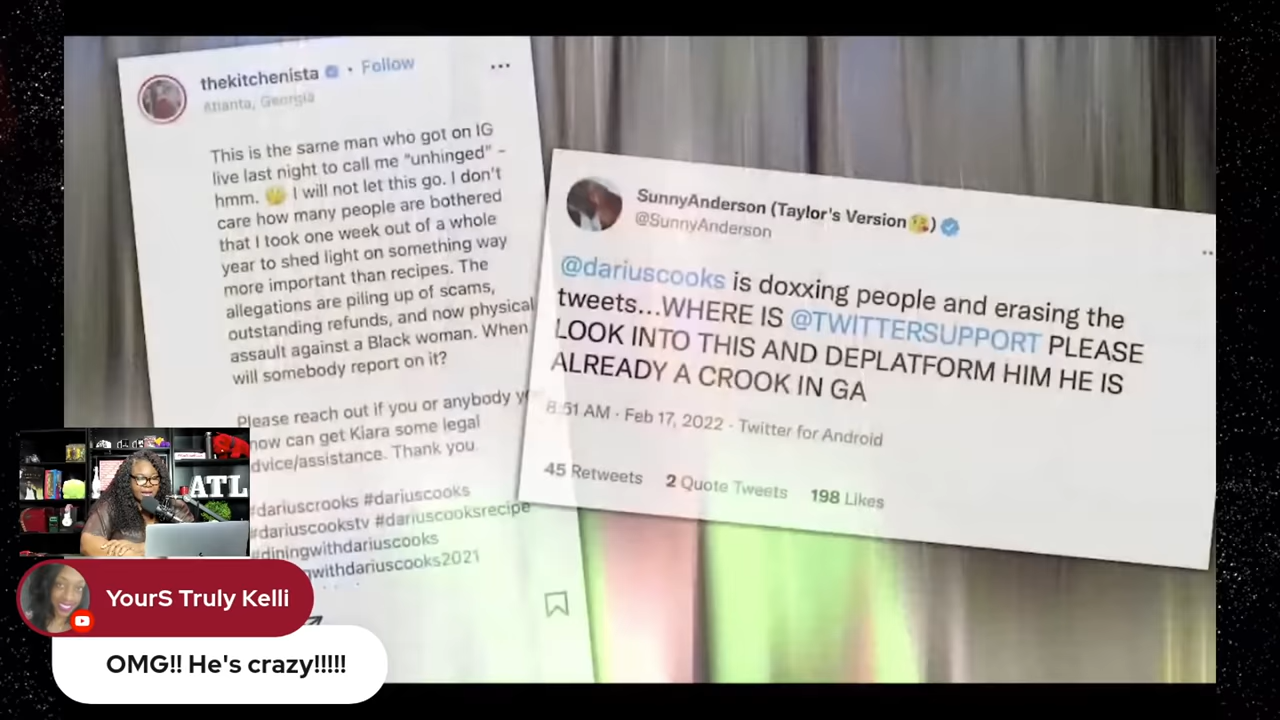 thekitchenista • Follow
Atlanta, Georgia
This is the same man who got on IG
live last night to call me "unhinged" –
hmm. 🤔 I will not let this go. I don't
care how many people are bothered
that I took one week out of a whole
year to shed light on something way
more important than recipes. The
allegations are piling up of scams,
outstanding refunds, and now physical
assault against a Black woman. When
will somebody report on it?
Please reach out if you or anybody
now can get Kiara some legal
dvice/assistance. Thank you.
#dariuscrooks #dariuscooks
#dariuscookstv #dariuscooksrecipe
#diningwithdariuscooks
gwithdariuscooks2021
SunnyAnderson (Taylor's Version😘)
@SunnyAnderson
@dariuscooks is doxxing people and erasing the
tweets...WHERE IS @TWITTERSUPPORT PLEASE
LOOK INTO THIS AND DEPLATFORM HIM HE IS
ALREADY A CROOK IN GA
8:51 AM · Feb 17, 2022 · Twitter for Android
45 Retweets 2 Quote Tweets 198 Likes
ATL
YourS Truly Kelli
OMG!! He's crazy!!!!!